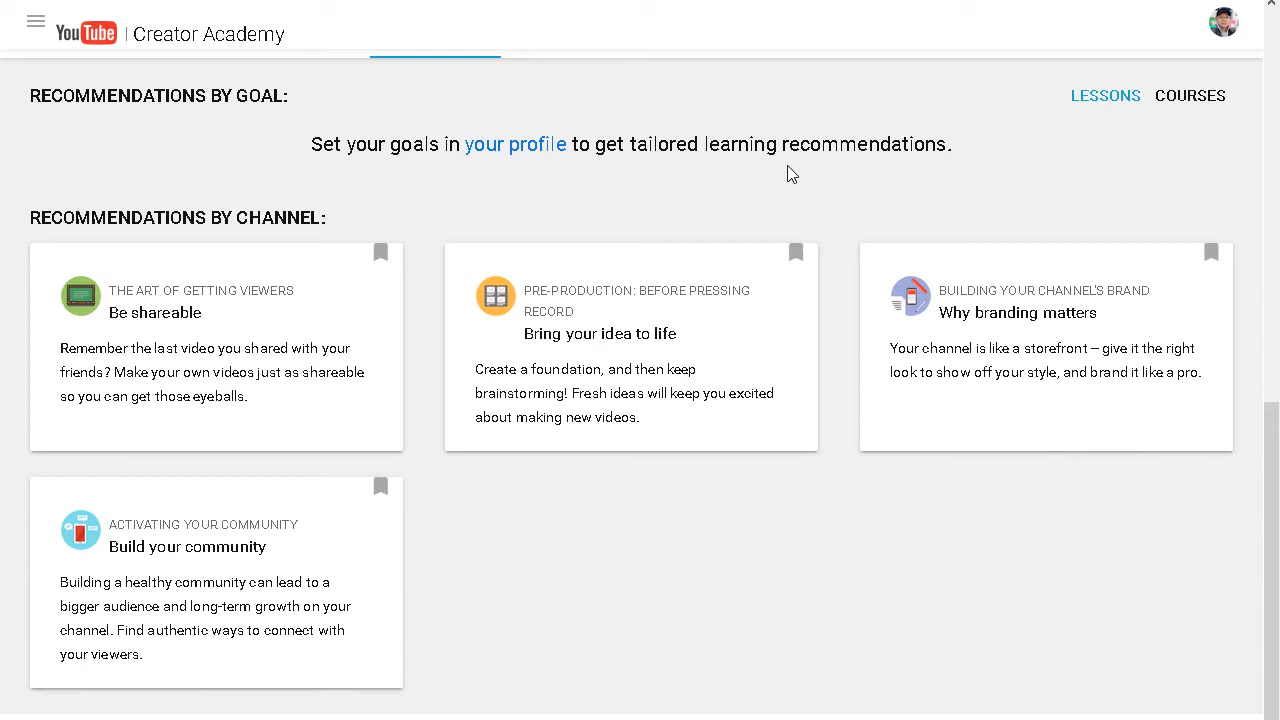 YouTube | Creator Academy
RECOMMENDATIONS BY GOAL:
LESSONS COURSES
Set your goals in your profile to get tailored learning recommendations.
RECOMMENDATIONS BY CHANNEL:
THE ART OF GETTING VIEWERS
Be shareable
Remember the last video you shared with your
friends? Make your own videos just as shareable
so you can get those eyeballs.
PRE-PRODUCTION: BEFORE PRESSING
RECORD
Bring your idea to life
Create a foundation, and then keep
brainstorming! Fresh ideas will keep you excited
about making new videos.
BUILDING YOUR CHANNEL'S BRAND
Why branding matters
Your channel is like a storefront – give it the right
look to show off your style, and brand it like a pro.
ACTIVATING YOUR COMMUNITY
Build your community
Building a healthy community can lead to a
bigger audience and long-term growth on your
channel. Find authentic ways to connect with
your viewers.